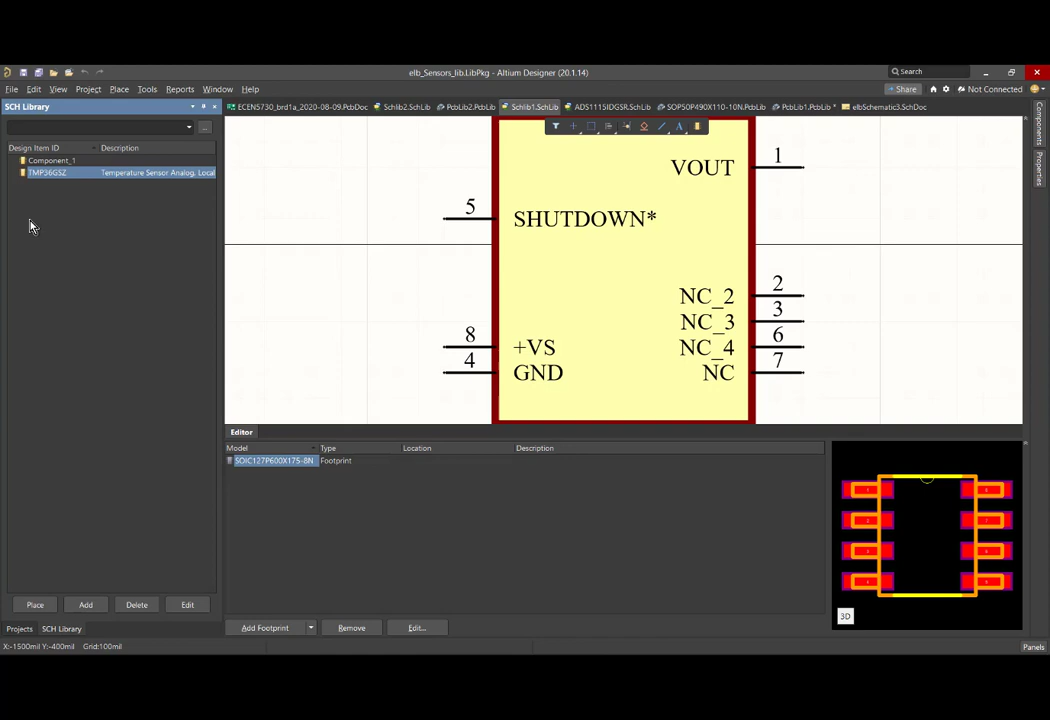 elb_Sensors_lib.LibPkg - Altium Designer (20.1.14)
Search
File Edit View Project Place Tools Reports Window Help
Share
Not Connected
SCH Library
ECEN5730_brd1a_2020-08-09.PcbDoc
Schlib2.SchLib
PcbLib2.PcbLib
Schlib1.SchLib
ADS1115IDGSR.SchLib
SOP50P490X110-10N.PcbLib
PcbLib1.PcbLib *
elbSchematic3.SchDoc
...
Design Item ID
Description
Component_1
TMP36GSZ
Temperature Sensor Analog, Local
VOUT
1
5
SHUTDOWN*
NC_2
2
NC_3
3
8
+VS
NC_4
6
4
GND
NC
7
Components
Properties
Editor
Model
Type
Location
Description
SOIC127P600X175-8N
Footprint
3D
Place
Add
Delete
Edit
Add Footprint
Remove
Edit...
Projects
SCH Library
X:-1500mil Y:-400mil
Grid:100mil
Panels